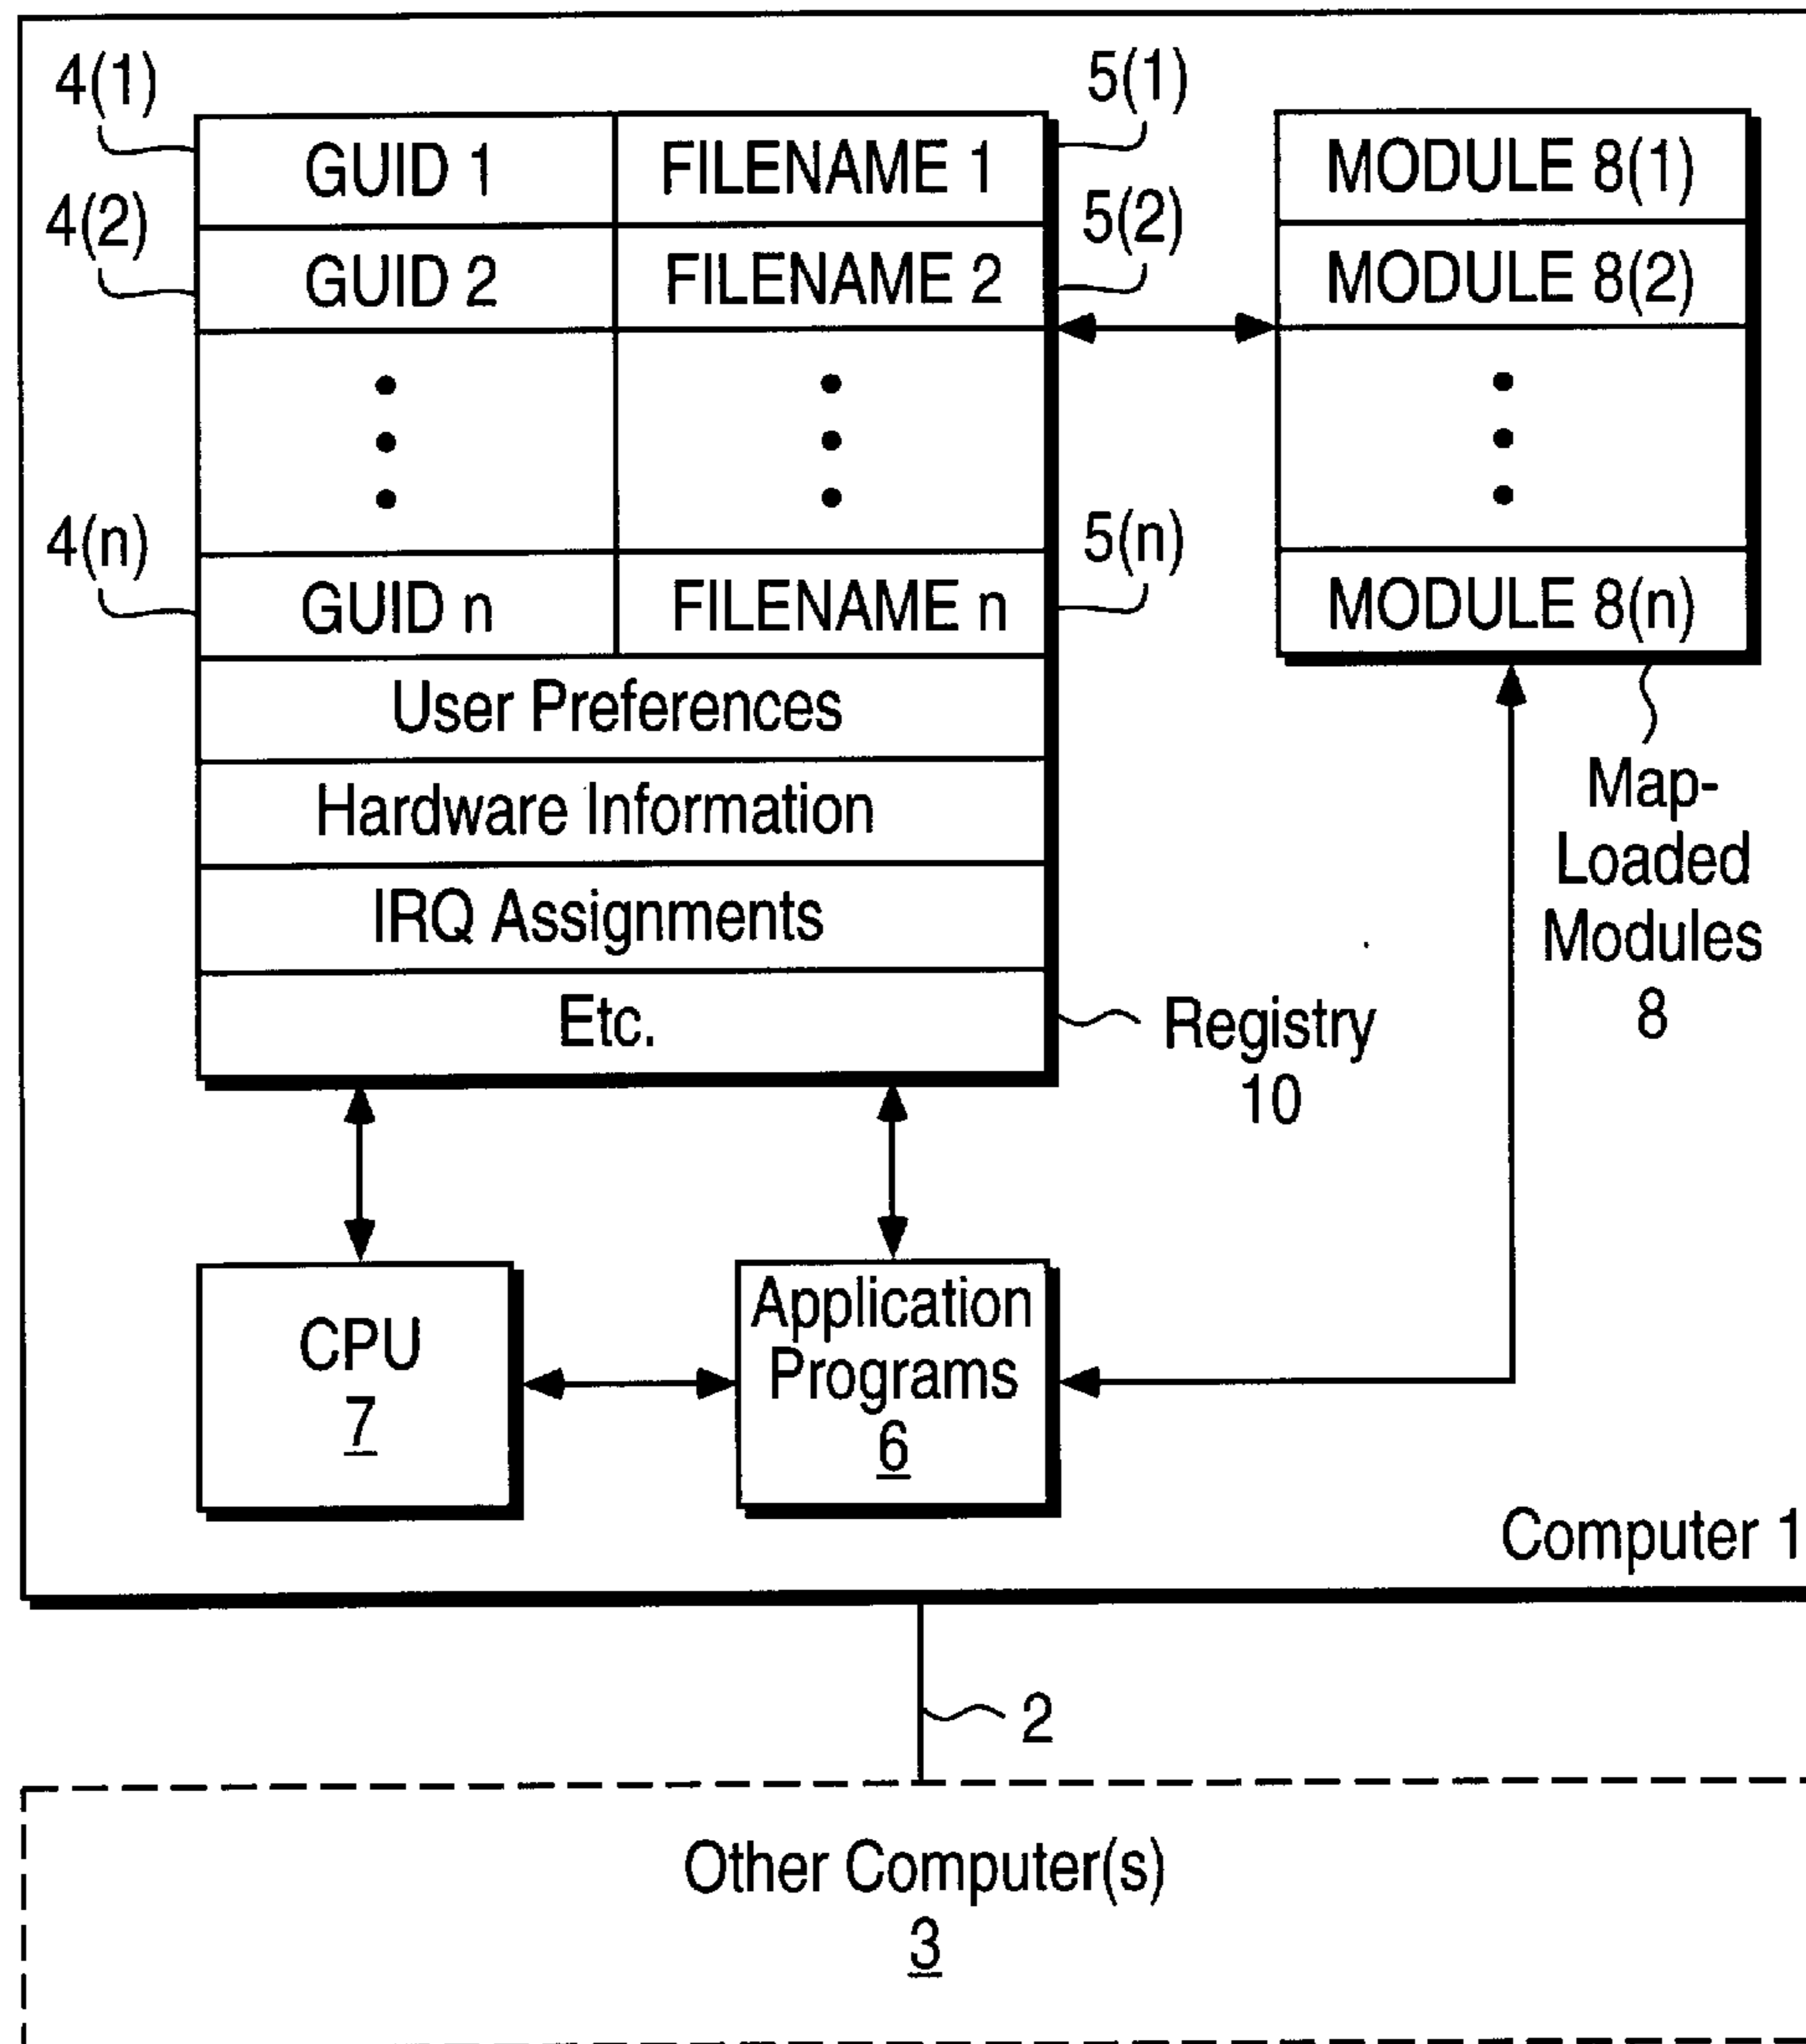 4(1)
GUID 1
FILENAME 1
5(1)
MODULE 8(1)
4(2)
GUID 2
FILENAME 2
5(2)
MODULE 8(2)
4(n)
GUID n
FILENAME n
5(n)
MODULE 8(n)
User Preferences
Hardware Information
IRQ Assignments
Etc.
Map-
Loaded
Modules
8
Registry
10
CPU
7
Application
Programs
6
Computer 1
2
Other Computer(s)
3